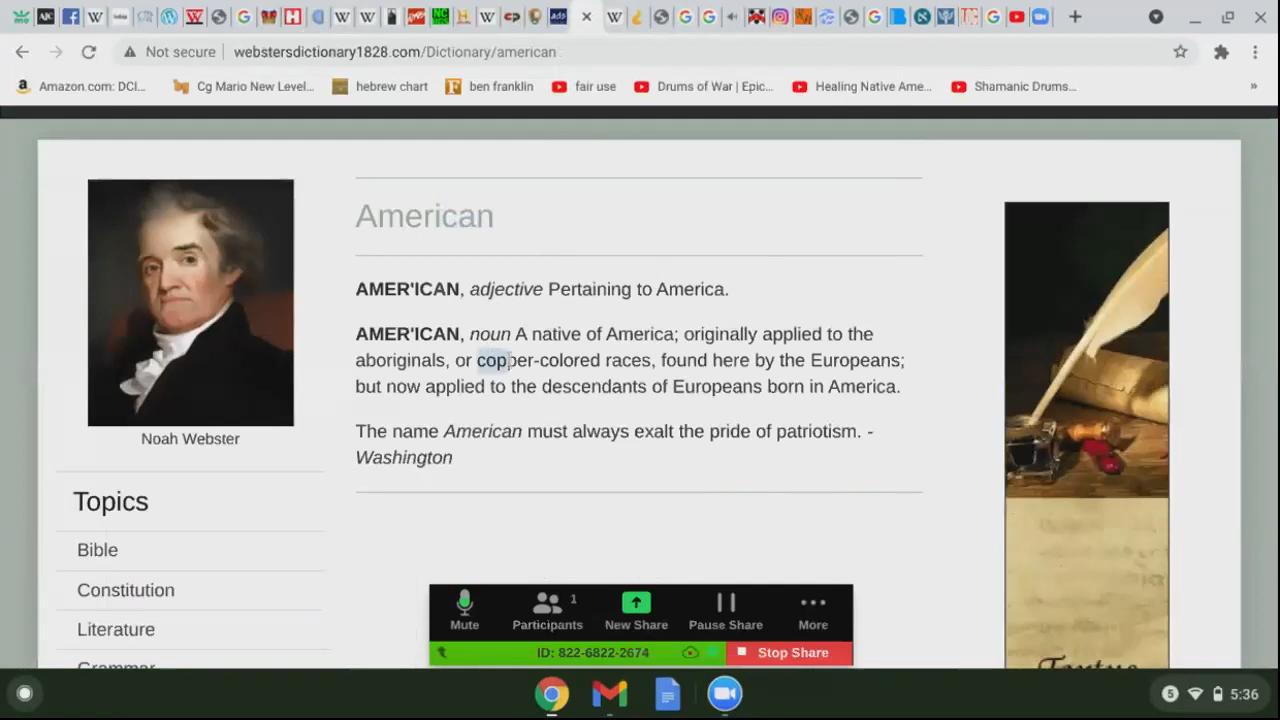 Not secure | webstersdictionary1828.com/Dictionary/american
Amazon.com: DCI... Cg Mario New Level... hebrew chart ben franklin fair use Drums of War | Epic... Healing Native Ame... Shamanic Drums... »
American
AMER'ICAN, adjective Pertaining to America.
AMER'ICAN, noun A native of America; originally applied to the
aboriginals, or copper-colored races, found here by the Europeans;
but now applied to the descendants of Europeans born in America.
The name American must always exalt the pride of patriotism. -
Washington
Noah Webster
Topics
Bible
Constitution
Literature
Grammar
Mute Participants 1 New Share Pause Share More
ID: 822-6822-2674 Stop Share
5 5:36